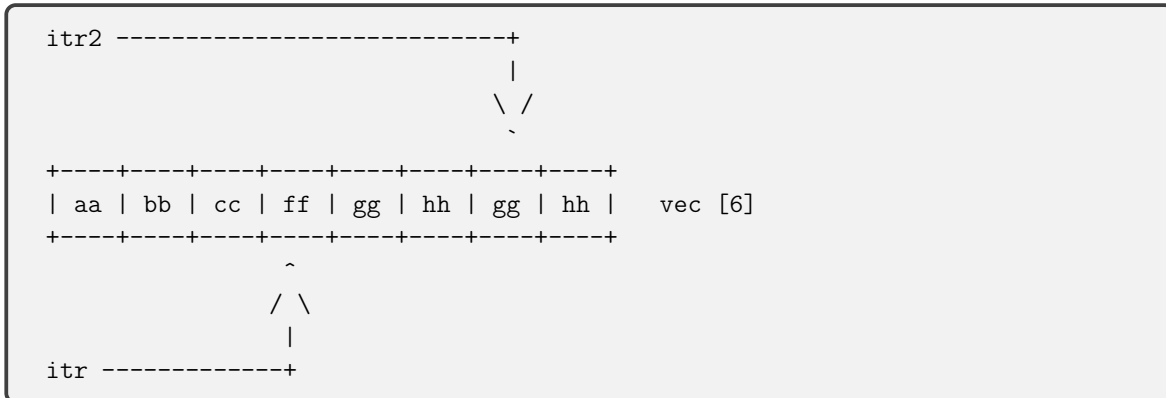 itr2 ----------------------------+
                                 |
                                \ /
                                 `
+----+----+----+----+----+----+----+----+
| aa | bb | cc | ff | gg | hh | gg | hh |   vec [6]
+----+----+----+----+----+----+----+----+
                 ^
                / \
                 |
itr -------------+